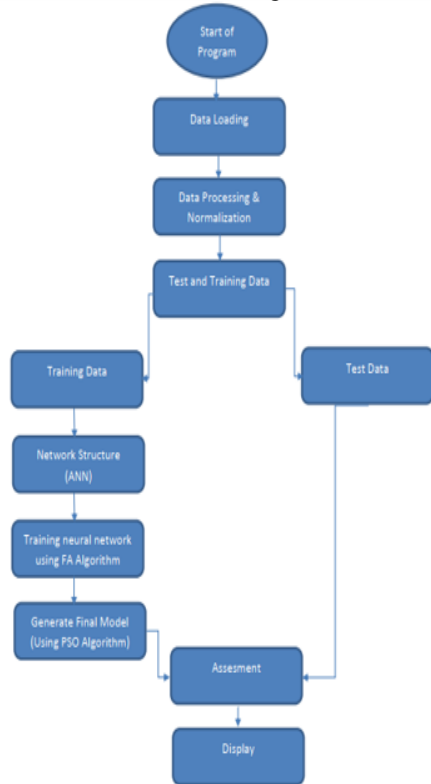 Start of
Program
Data Loading
Data Processing &
Normalization
Test and Training Data
Training Data
Test Data
Network Structure
(ANN)
Training neural network
using FA Algorithm
Generate Final Model
(Using PSO Algorithm)
Assesment
Display